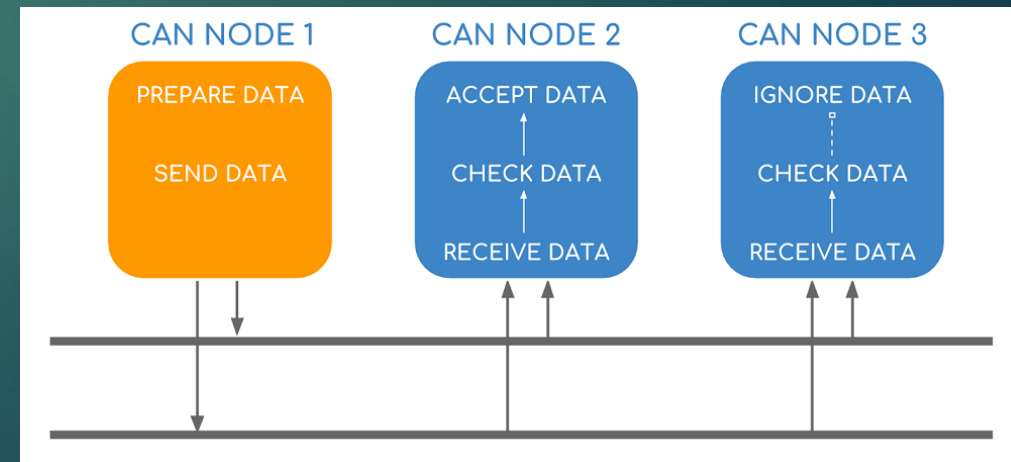 CAN NODE 1
CAN NODE 2
CAN NODE 3
PREPARE DATA
SEND DATA
ACCEPT DATA
CHECK DATA
RECEIVE DATA
IGNORE DATA
CHECK DATA
RECEIVE DATA